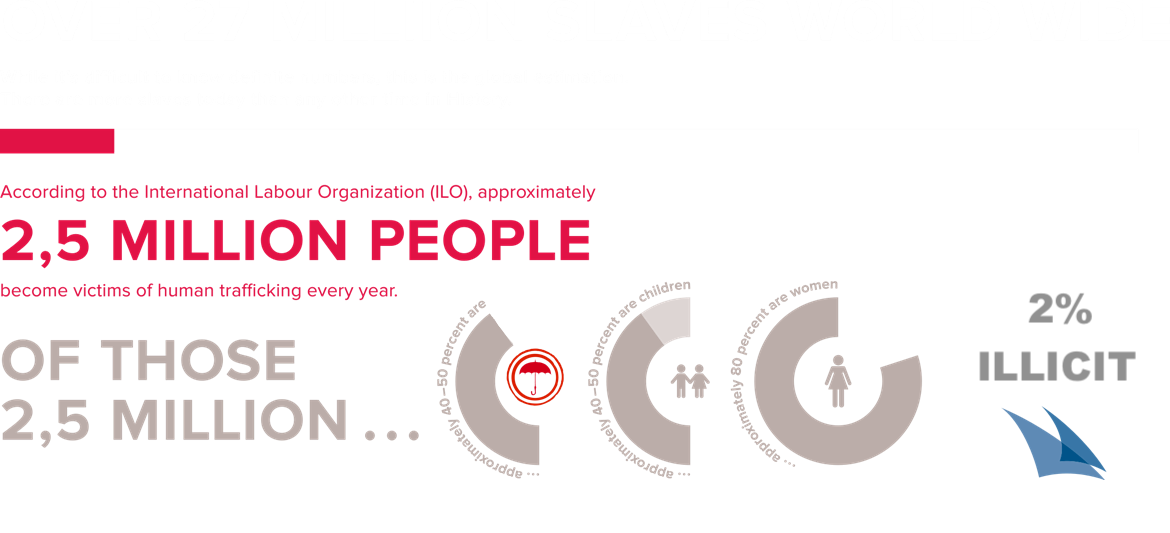 According to the International Labour Organization (ILO), approximately
2,5 MILLION PEOPLE
become victims of human trafficking every year.
OF THOSE
2,5 MILLION ...
... approximately 40–50 percent are
... approximately 40–50 percent are children
... approximately 80 percent are women
2%
ILLICIT